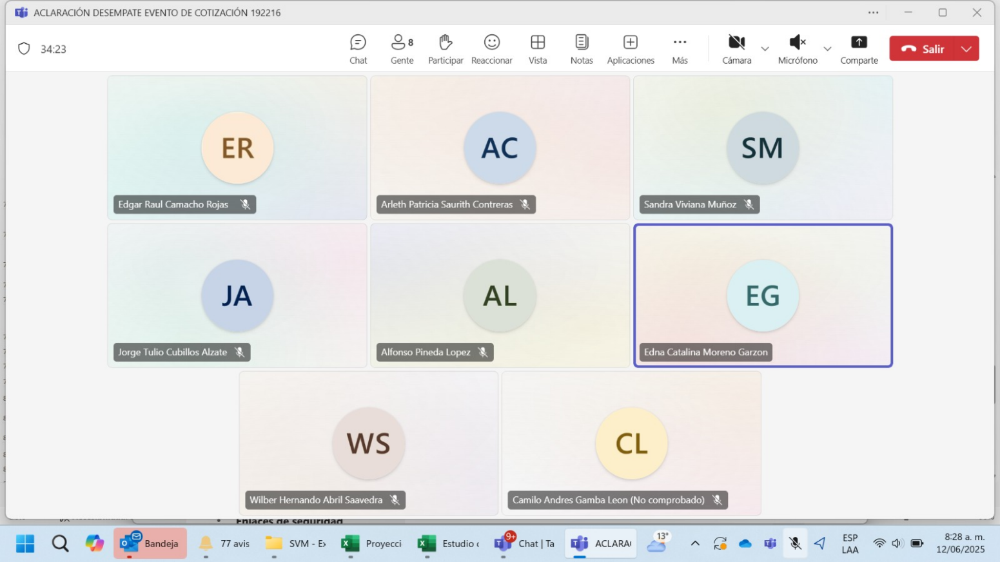 ACLARACIÓN DESEMPATE EVENTO DE COTIZACIÓN 192216
34:23
Chat
8
Gente
Participar
Reaccionar
Vista
Notas
Aplicaciones
Más
Cámara
Micrófono
Comparte
Salir
ER
Edgar Raul Camacho Rojas
AC
Arleth Patricia Saurith Contreras
SM
Sandra Viviana Muñoz
JA
Jorge Tulio Cubillos Alzate
AL
Alfonso Pineda Lopez
EG
Edna Catalina Moreno Garzon
WS
Wilber Hernando Abril Saavedra
CL
Camilo Andres Gamba Leon (No comprobado)
Enlaces de seguridad
Bandeja
77 avis
SVM - Ex
Proyecci
Estudio
9+
Chat | Ta
ACLARA
13°
ESP
LAA
8:28 a. m.
12/06/2025